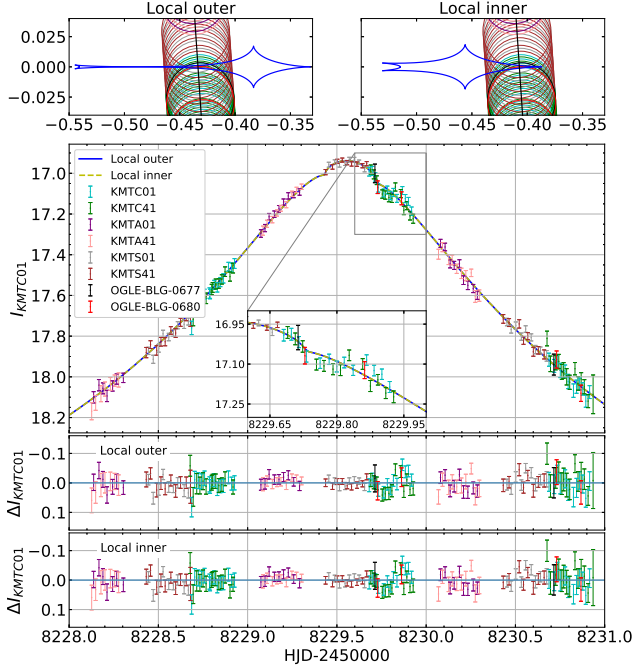 Local outer Local inner
0.025
0.000
−0.025
−0.55 −0.50 −0.45 −0.40 −0.35 −0.55 −0.50 −0.45 −0.40 −0.35
Local outer
Local inner
KMTC01
KMTC41
KMTA01
KMTA41
KMTS01
KMTS41
OGLE-BLG-0677
OGLE-BLG-0680
17.0
17.2
17.4
17.6
17.8
18.0
18.2
I_KMTC01
16.95
17.10
17.25
8229.65 8229.80 8229.95
Local outer
−0.1
0.0
0.1
ΔI_KMTC01
Local inner
−0.1
0.0
0.1
ΔI_KMTC01
8228.0 8228.5 8229.0 8229.5 8230.0 8230.5 8231.0
HJD-2450000